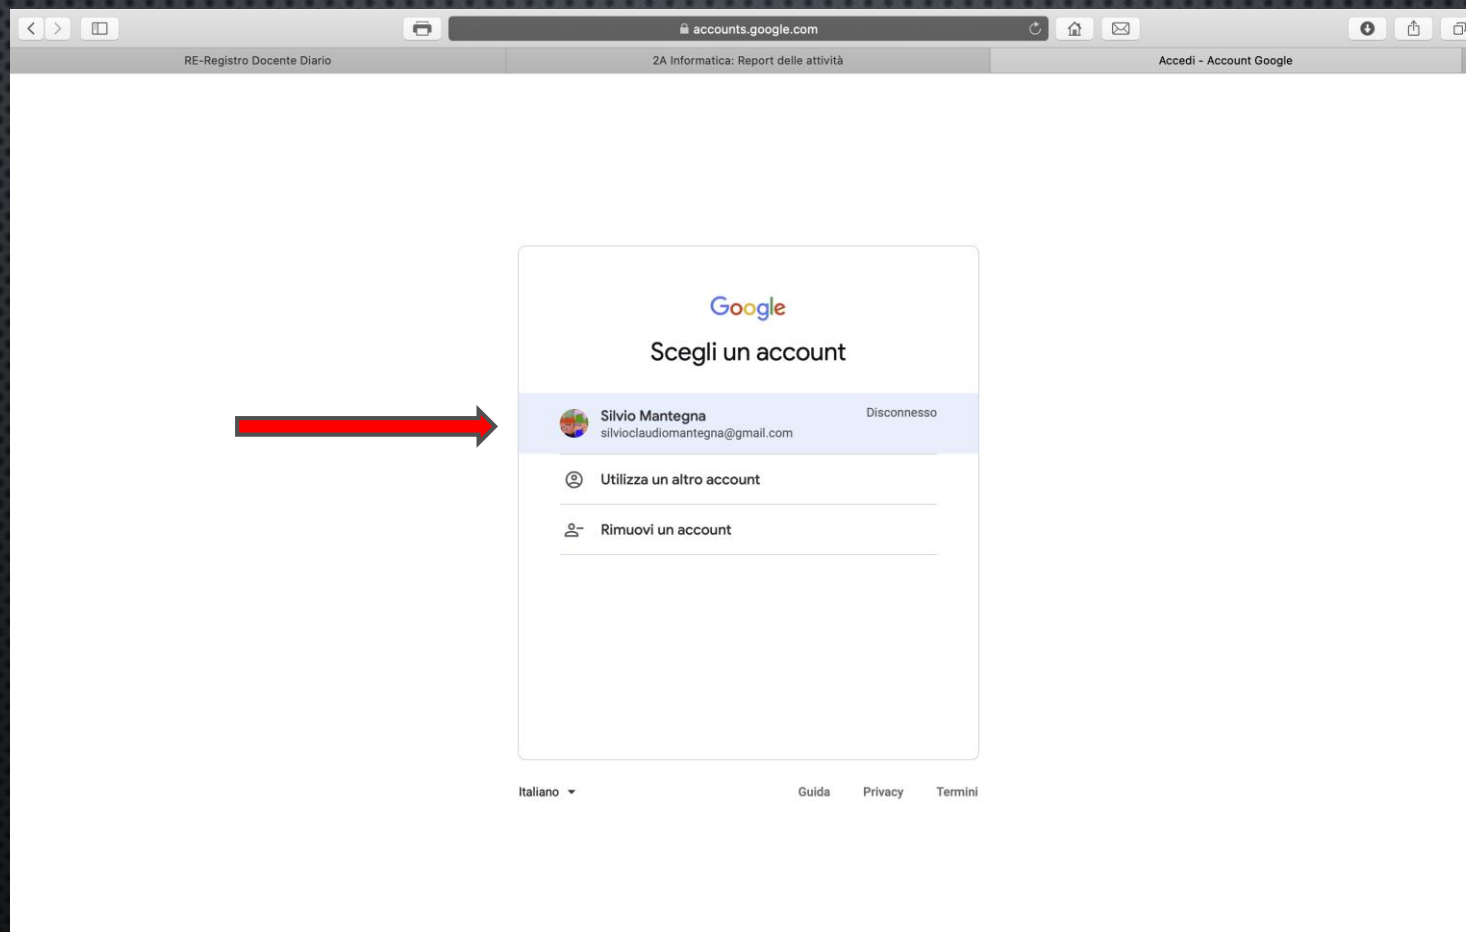 accounts.google.com
RE-Registro Docente Diario
2A Informatica: Report delle attività
Accedi - Account Google
Google
Scegli un account
Silvio Mantegna
Disconnesso
silvioclaudiomantegna@gmail.com
Utilizza un altro account
Rimuovi un account
Italiano
Guida
Privacy
Termini